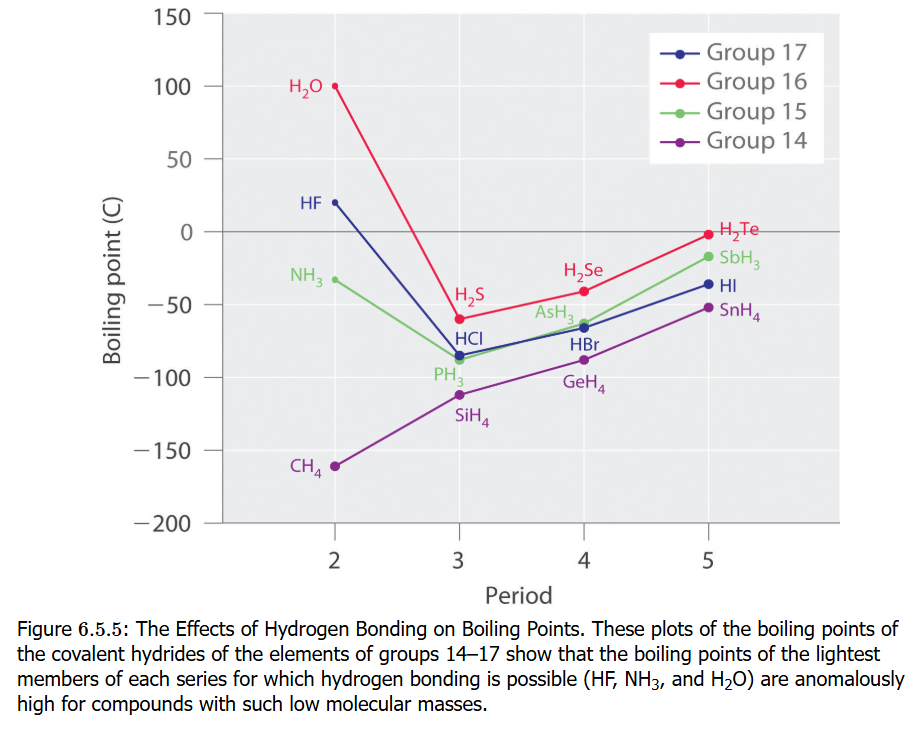 150
100
50
0
−50
−100
−150
−200
Boiling point (C)
2
3
4
5
Period
Group 17
Group 16
Group 15
Group 14
H₂O
HF
NH₃
CH₄
H₂S
HCl
PH₃
SiH₄
H₂Se
AsH₃
HBr
GeH₄
H₂Te
SbH₃
HI
SnH₄
Figure 6.5.5: The Effects of Hydrogen Bonding on Boiling Points. These plots of the boiling points of
the covalent hydrides of the elements of groups 14–17 show that the boiling points of the lightest
members of each series for which hydrogen bonding is possible (HF, NH₃, and H₂O) are anomalously
high for compounds with such low molecular masses.